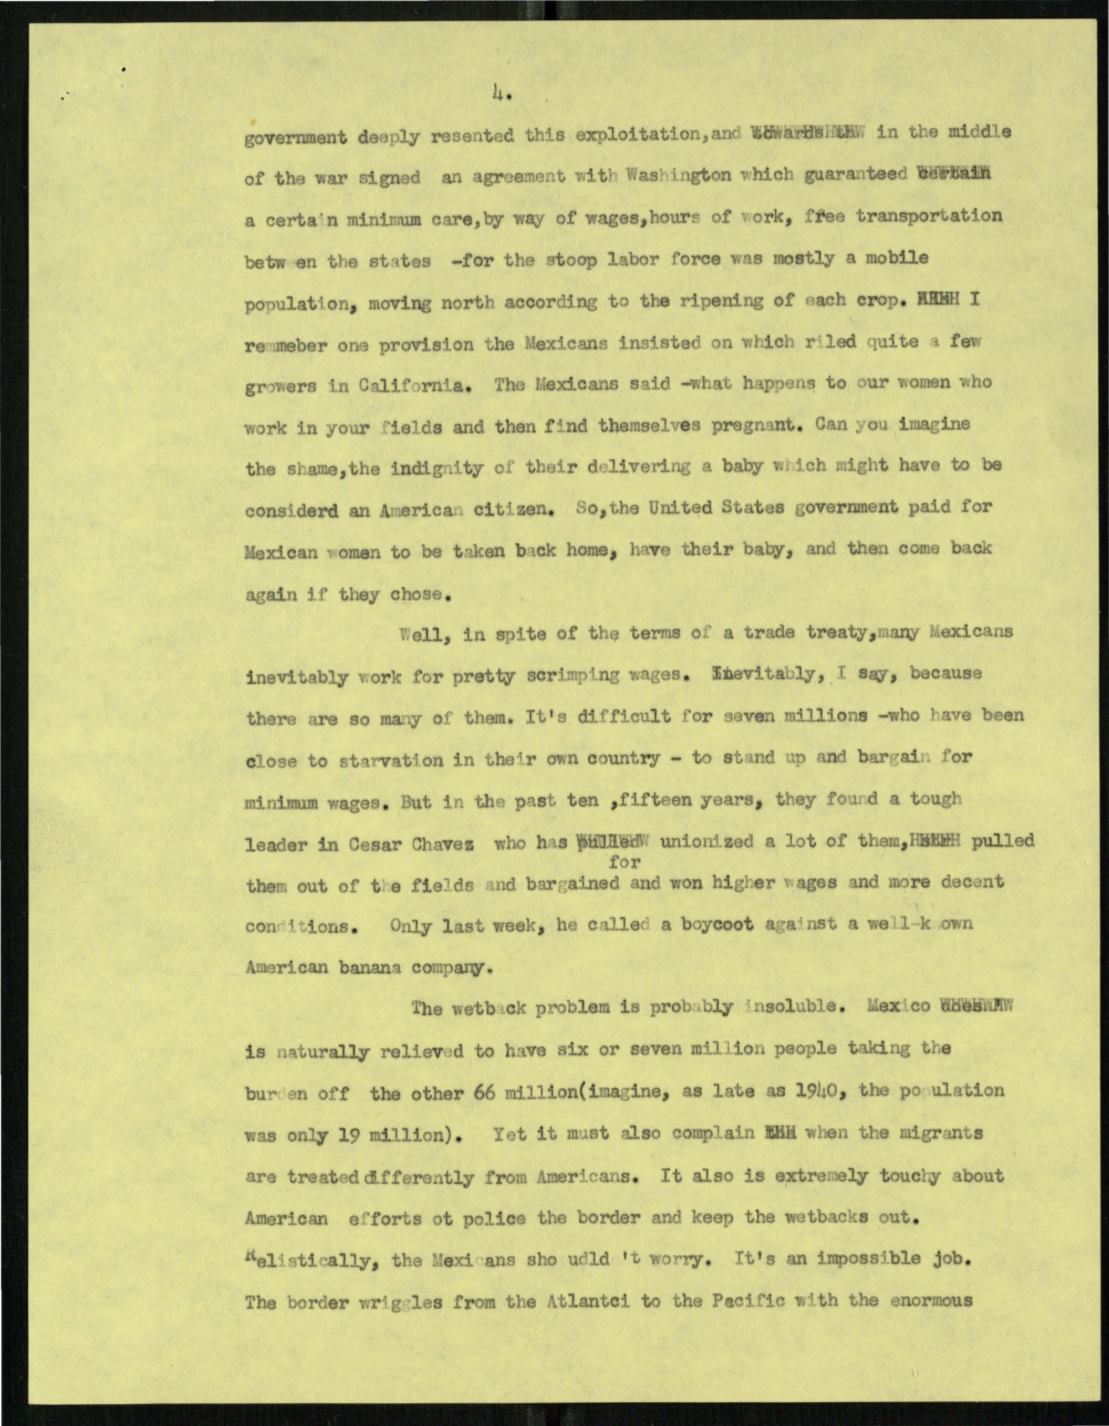 4.
government deeply resented this exploitation,and towards the in the middle
of the war signed an agreement with Washington which guaranteed certain
a certain minimum care,by way of wages,hours of work, free transportation
between the states -for the stoop labor force was mostly a mobile
population, moving north according to the ripening of each crop. I
remmeber one provision the Mexicans insisted on which riled quite a few
growers in California. The Mexicans said -what happens to our women who
work in your fields and then find themselves pregnant. Can you imagine
the shame,the indignity of their delivering a baby which might have to be
considerd an American citizen. So,the United States government paid for
Mexican women to be taken back home, have their baby, and then come back
again if they chose.
Well, in spite of the terms of a trade treaty,many Mexicans
inevitably work for pretty scrimping wages. Inevitably, I say, because
there are so many of them. It's difficult for seven millions -who have been
close to starvation in their own country - to stand up and bargain for
minimum wages. But in the past ten ,fifteen years, they found a tough
leader in Cesar Chavez who has pulled unionized a lot of them, pulled
for
them out of the fields and bargained and won higher wages and more decent
conditions. Only last week, he called a boycoot against a well-known
American banana company.
The wetback problem is probably insoluble. Mexico does
is naturally relieved to have six or seven million people taking the
burden off the other 66 million(imagine, as late as 1940, the population
was only 19 million). Yet it must also complain when the migrants
are treated differently from Americans. It also is extremely touchy about
American efforts ot police the border and keep the wetbacks out.
Relistically, the Mexicans sho udld 't worry. It's an impossible job.
The border wriggles from the Atlantci to the Pacific with the enormous